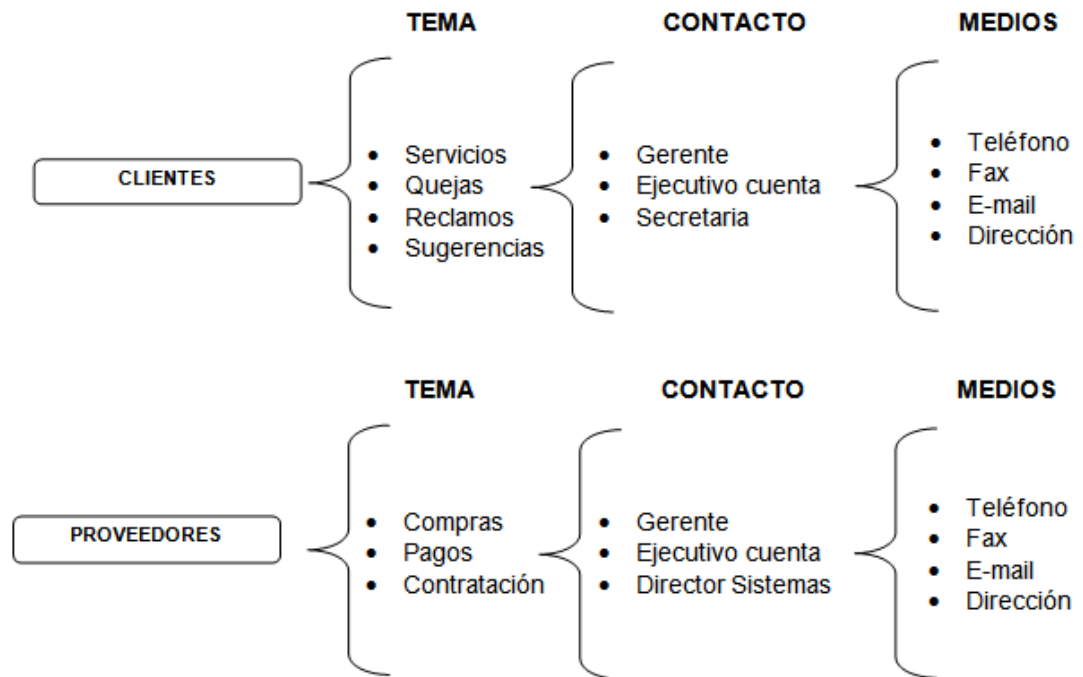 TEMA CONTACTO MEDIOS
CLIENTES
• Servicios
• Quejas
• Reclamos
• Sugerencias
• Gerente
• Ejecutivo cuenta
• Secretaria
• Teléfono
• Fax
• E-mail
• Dirección
TEMA CONTACTO MEDIOS
PROVEEDORES
• Compras
• Pagos
• Contratación
• Gerente
• Ejecutivo cuenta
• Director Sistemas
• Teléfono
• Fax
• E-mail
• Dirección